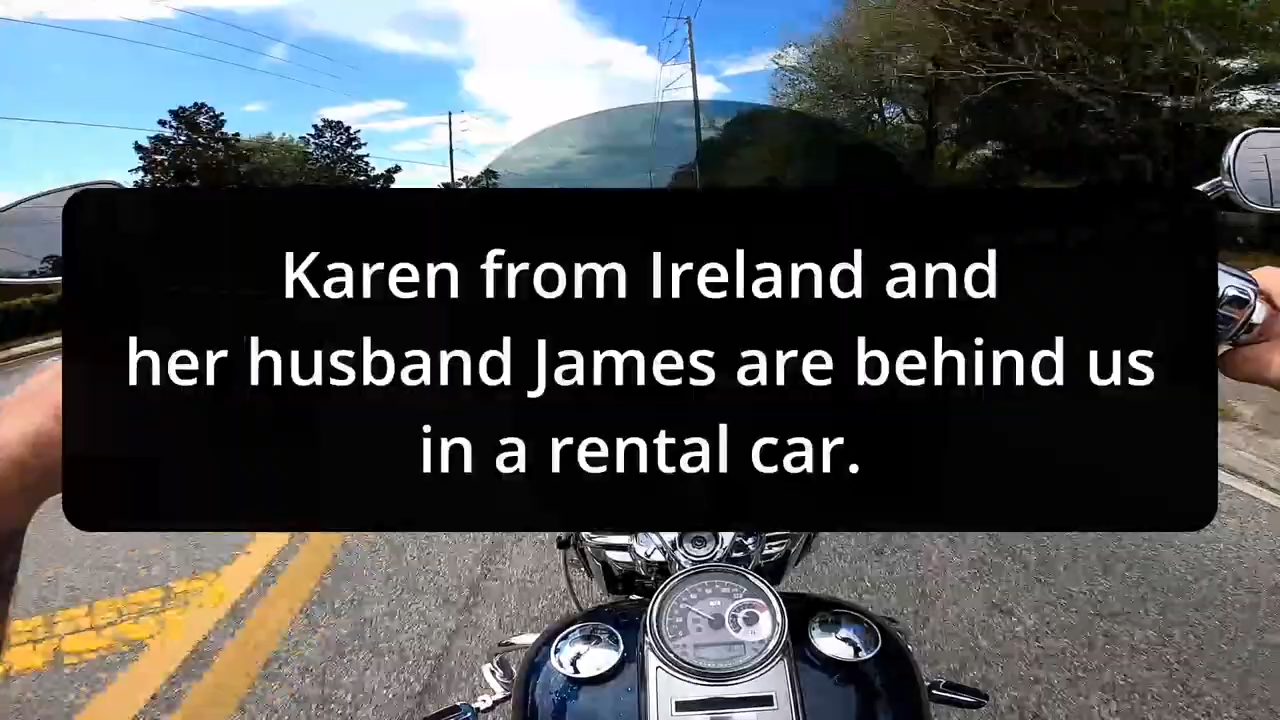 Karen from Ireland and
her husband James are behind us
in a rental car.